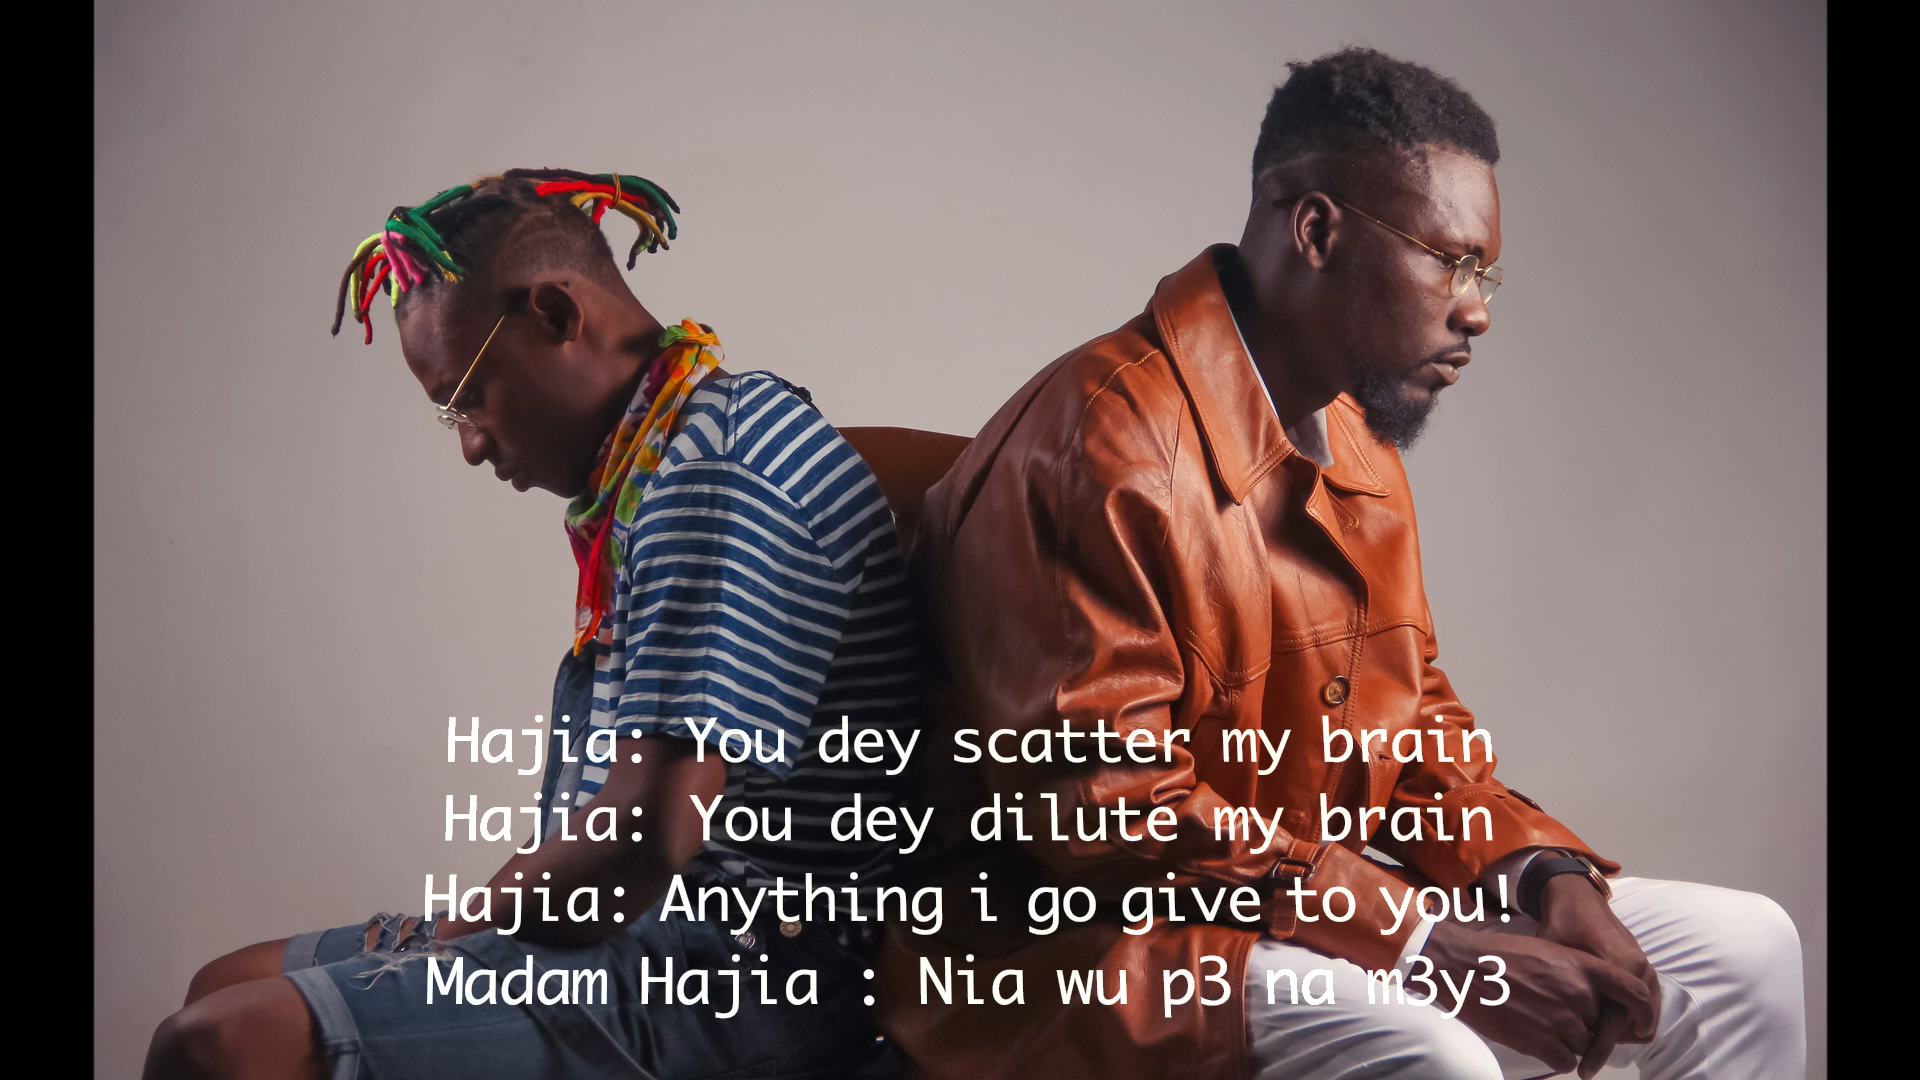 Hajia: You dey scatter my brain
Hajia: You dey dilute my brain
Hajia: Anything i go give to you!
Madam Hajia : Nia wu p3 na m3y3